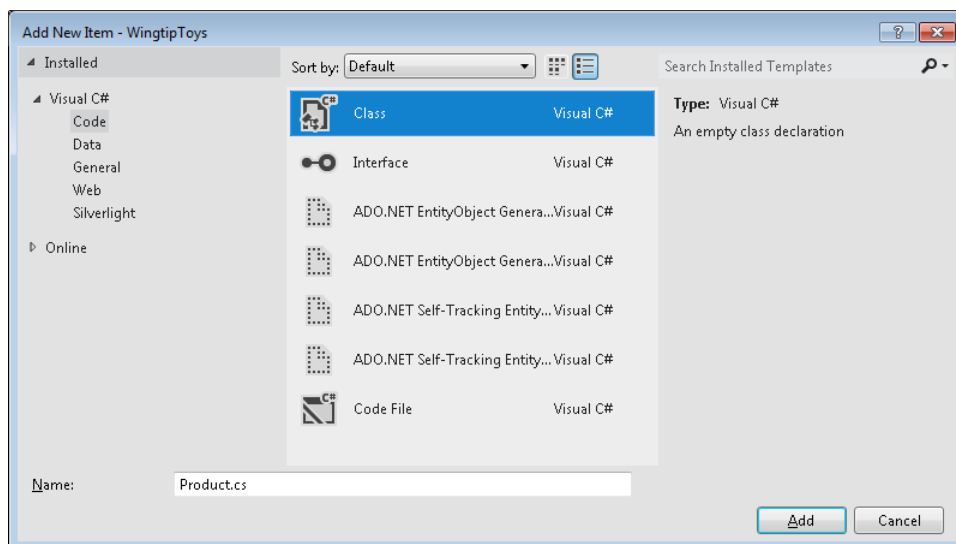 Add New Item - WingtipToys
Installed
Sort by: Default
Search Installed Templates
Visual C#
Code
Data
General
Web
Silverlight
Online
Class Visual C#
Interface Visual C#
ADO.NET EntityObject Genera...Visual C#
ADO.NET EntityObject Genera...Visual C#
ADO.NET Self-Tracking Entity...Visual C#
ADO.NET Self-Tracking Entity...Visual C#
Code File Visual C#
Type: Visual C#
An empty class declaration
Name: Product.cs
Add
Cancel